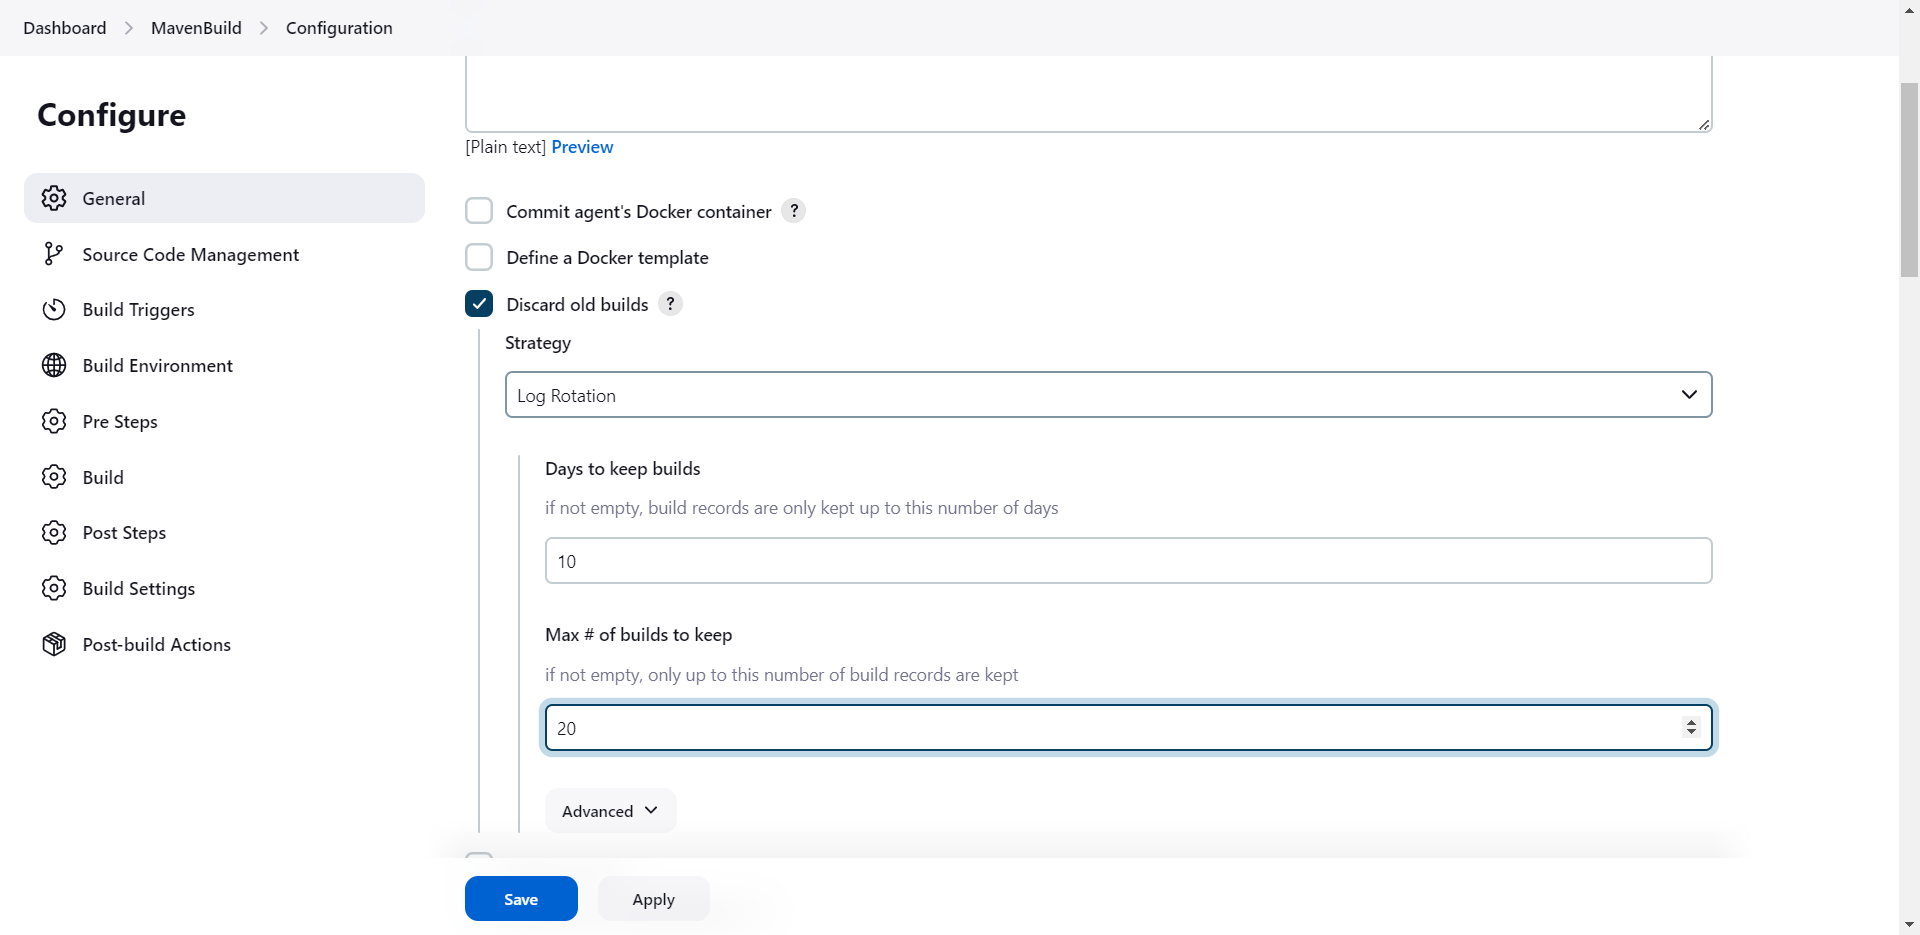 Dashboard > MavenBuild > Configuration
Configure
General
Source Code Management
Build Triggers
Build Environment
Pre Steps
Build
Post Steps
Build Settings
Post-build Actions
[Plain text] Preview
Commit agent's Docker container ?
Define a Docker template
Discard old builds ?
Strategy
Log Rotation
Days to keep builds
if not empty, build records are only kept up to this number of days
10
Max # of builds to keep
if not empty, only up to this number of build records are kept
20
Advanced
Save Apply